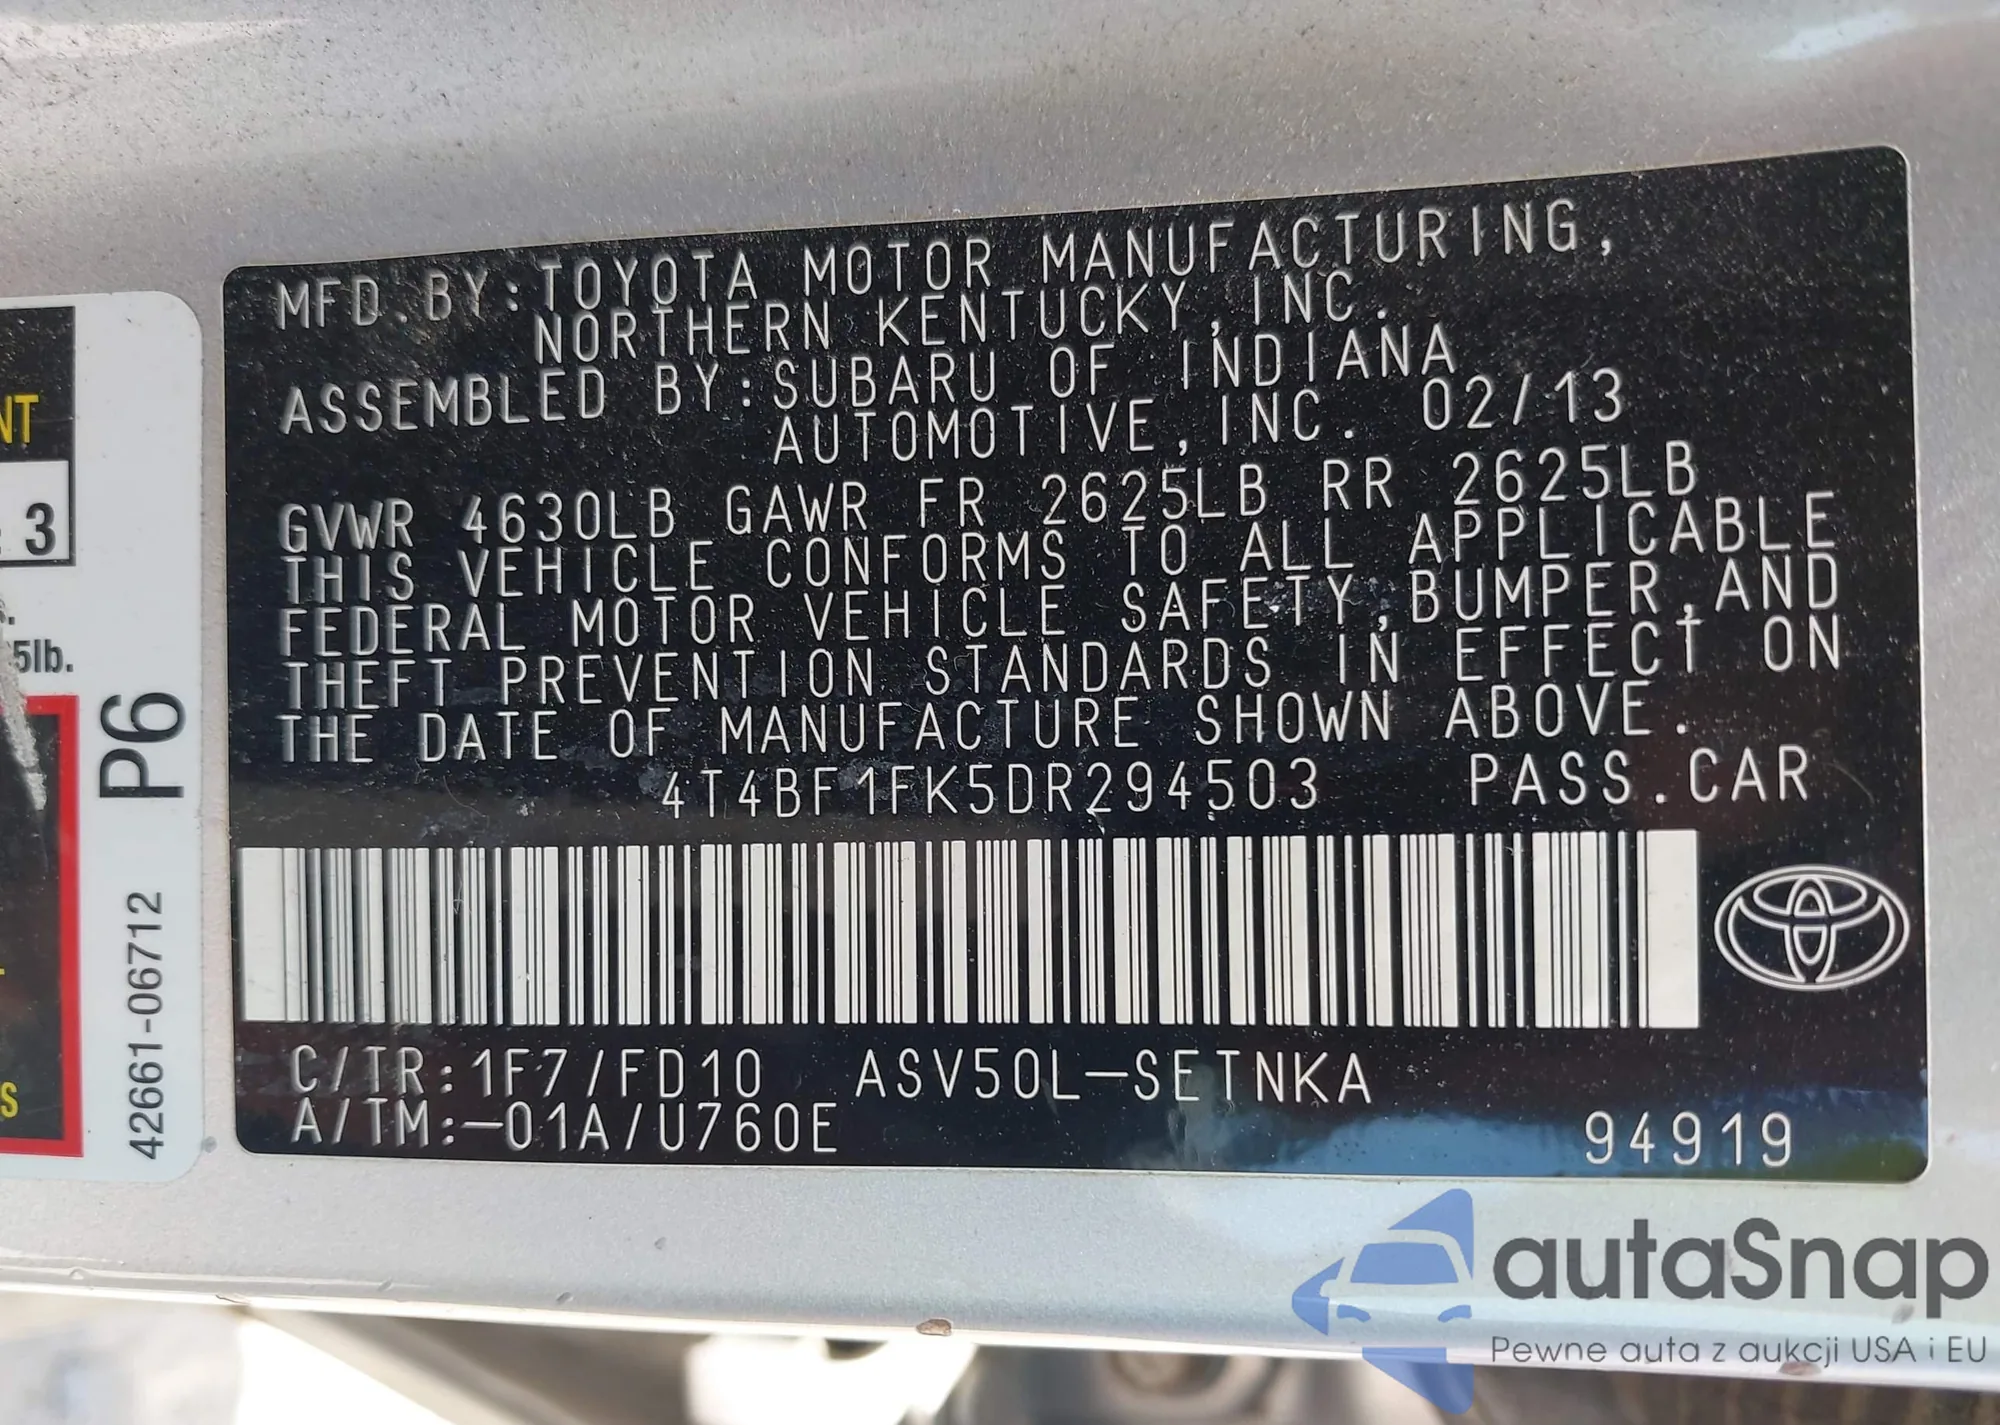 MFD.BY:TOYOTA MOTOR MANUFACTURING,
NORTHERN KENTUCKY,INC.
ASSEMBLED BY:SUBARU OF INDIANA
AUTOMOTIVE,INC. 02/13
GVWR 4630LB GAWR FR 2625LB RR 2625LB
THIS VEHICLE CONFORMS TO ALL APPLICABLE
FEDERAL MOTOR VEHICLE SAFETY,BUMPER,AND
THEFT PREVENTION STANDARDS IN EFFECT ON
THE DATE OF MANUFACTURE SHOWN ABOVE.
4T4BF1FK5DR294503 PASS.CAR
C/TR:1F7/FD10 ASV50L-SETNKA
A/TM:-01A/U760E
94919
NT
: 3
5lb.
S
P6
42661-06712
autaSnap
Pewne auta z aukcji USA i EU